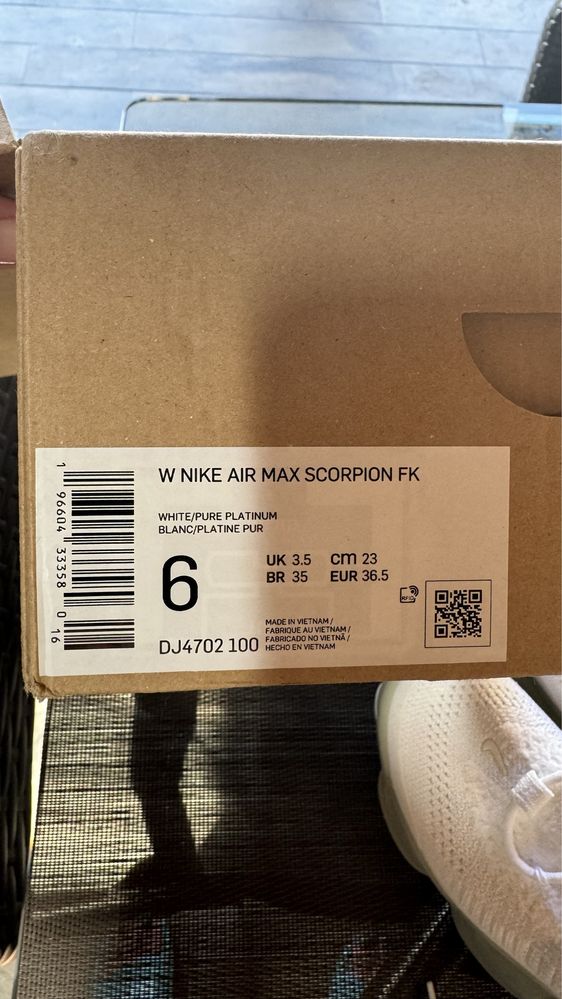 W NIKE AIR MAX SCORPION FK
WHITE/PURE PLATINUM
BLANC/PLATINE PUR
6
UK 3.5 cm 23
BR 35 EUR 36.5
RFID
DJ4702 100
MADE IN VIETNAM /
FABRIQUE AU VIETNAM /
FABRICADO NO VIETNÃ /
HECHO EN VIETNAM
1 96604 33358 0 16